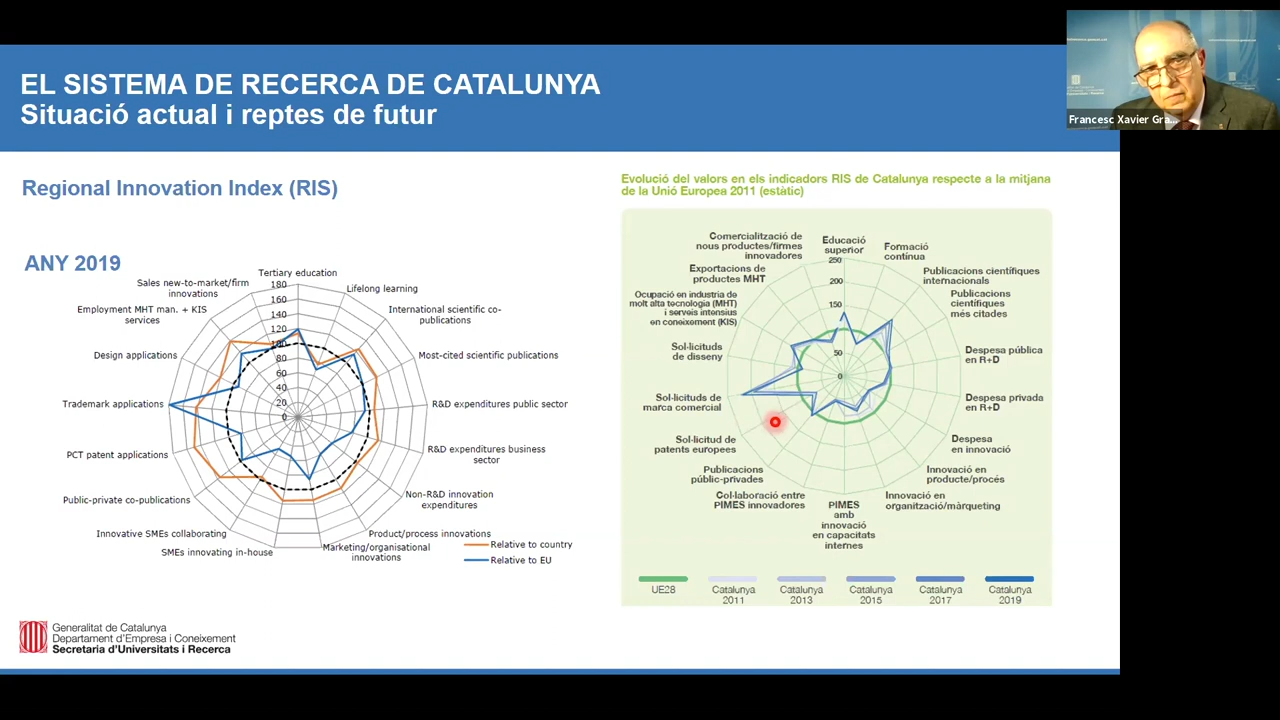 EL SISTEMA DE RECERCA DE CATALUNYA
Situació actual i reptes de futur
Francesc Xavier Gra...
Regional Innovation Index (RIS)
ANY 2019
Tertiary education
Lifelong learning
International scientific co-
publications
Most-cited scientific publications
R&D expenditures public sector
R&D expenditures business
sector
Non-R&D innovation
expenditures
Product/process innovations
Marketing/organisational
innovations
SMEs innovating in-house
Innovative SMEs collaborating
Public-private co-publications
PCT patent applications
Trademark applications
Design applications
Employment MHT man. + KIS
services
Sales new-to-market/firm
innovations
180
160
140
120
100
80
60
40
20
0
Relative to country
Relative to EU
Evolució del valors en els indicadors RIS de Catalunya respecte a la mitjana
de la Unió Europea 2011 (estàtic)
Educació
superior
Formació
contínua
Publicacions científiques
internacionals
Publicacions
científiques
més citades
Despesa pública
en R+D
Despesa privada
en R+D
Despesa
en innovació
Innovació en
producte/procés
Innovació en
organització/màrqueting
PIMES
amb
innovació
en capacitats
internes
Col·laboració entre
PIMES innovadores
Publicacions
públic-privades
Sol·licitud de
patents europees
Sol·licituds de
marca comercial
Sol·licituds
de disseny
Ocupació en industria de
molt alta tecnologia (MHT)
i serveis intensius
en coneixement (KIS)
Exportacions de
productes MHT
Comercialització de
nous productes/firmes
innovadores
250
200
150
50
0
UE28
Catalunya
2011
Catalunya
2013
Catalunya
2015
Catalunya
2017
Catalunya
2019
Generalitat de Catalunya
Departament d'Empresa i Coneixement
Secretaria d'Universitats i Recerca